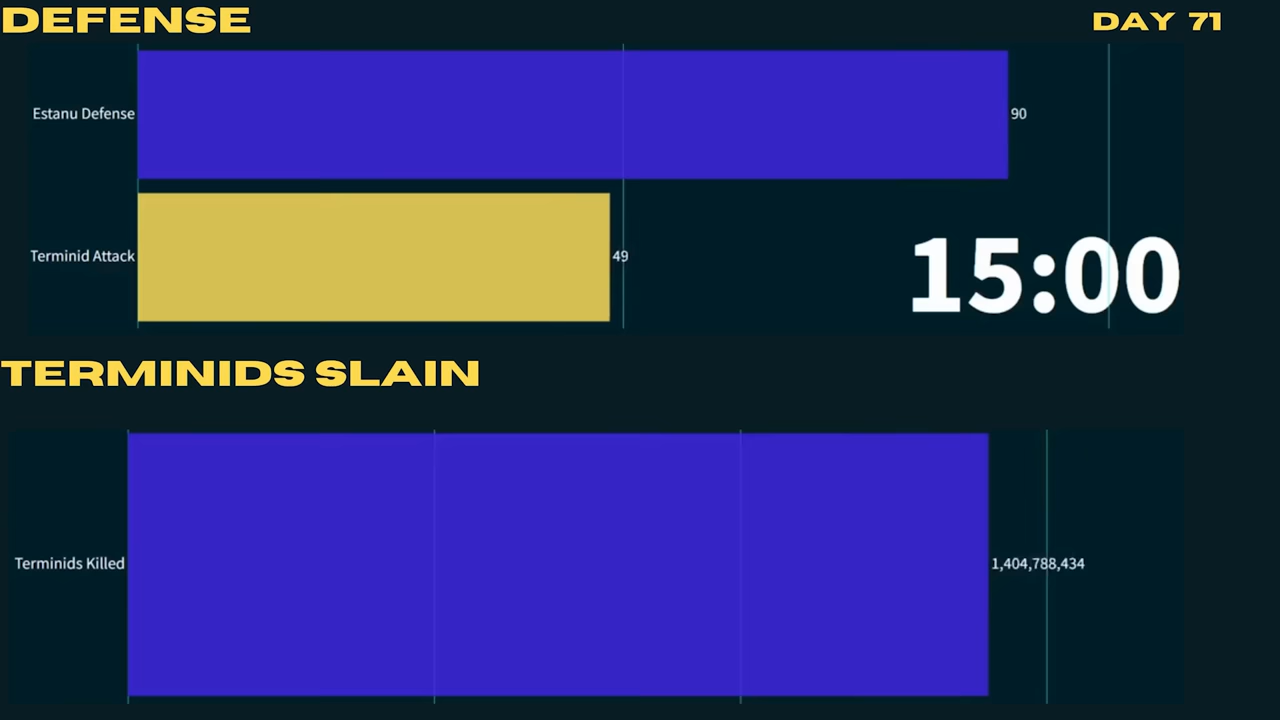 DEFENSE
DAY 71
Estanu Defense
90
Terminid Attack
49
15:00
TERMINIDS SLAIN
Terminids Killed
1,404,788,434